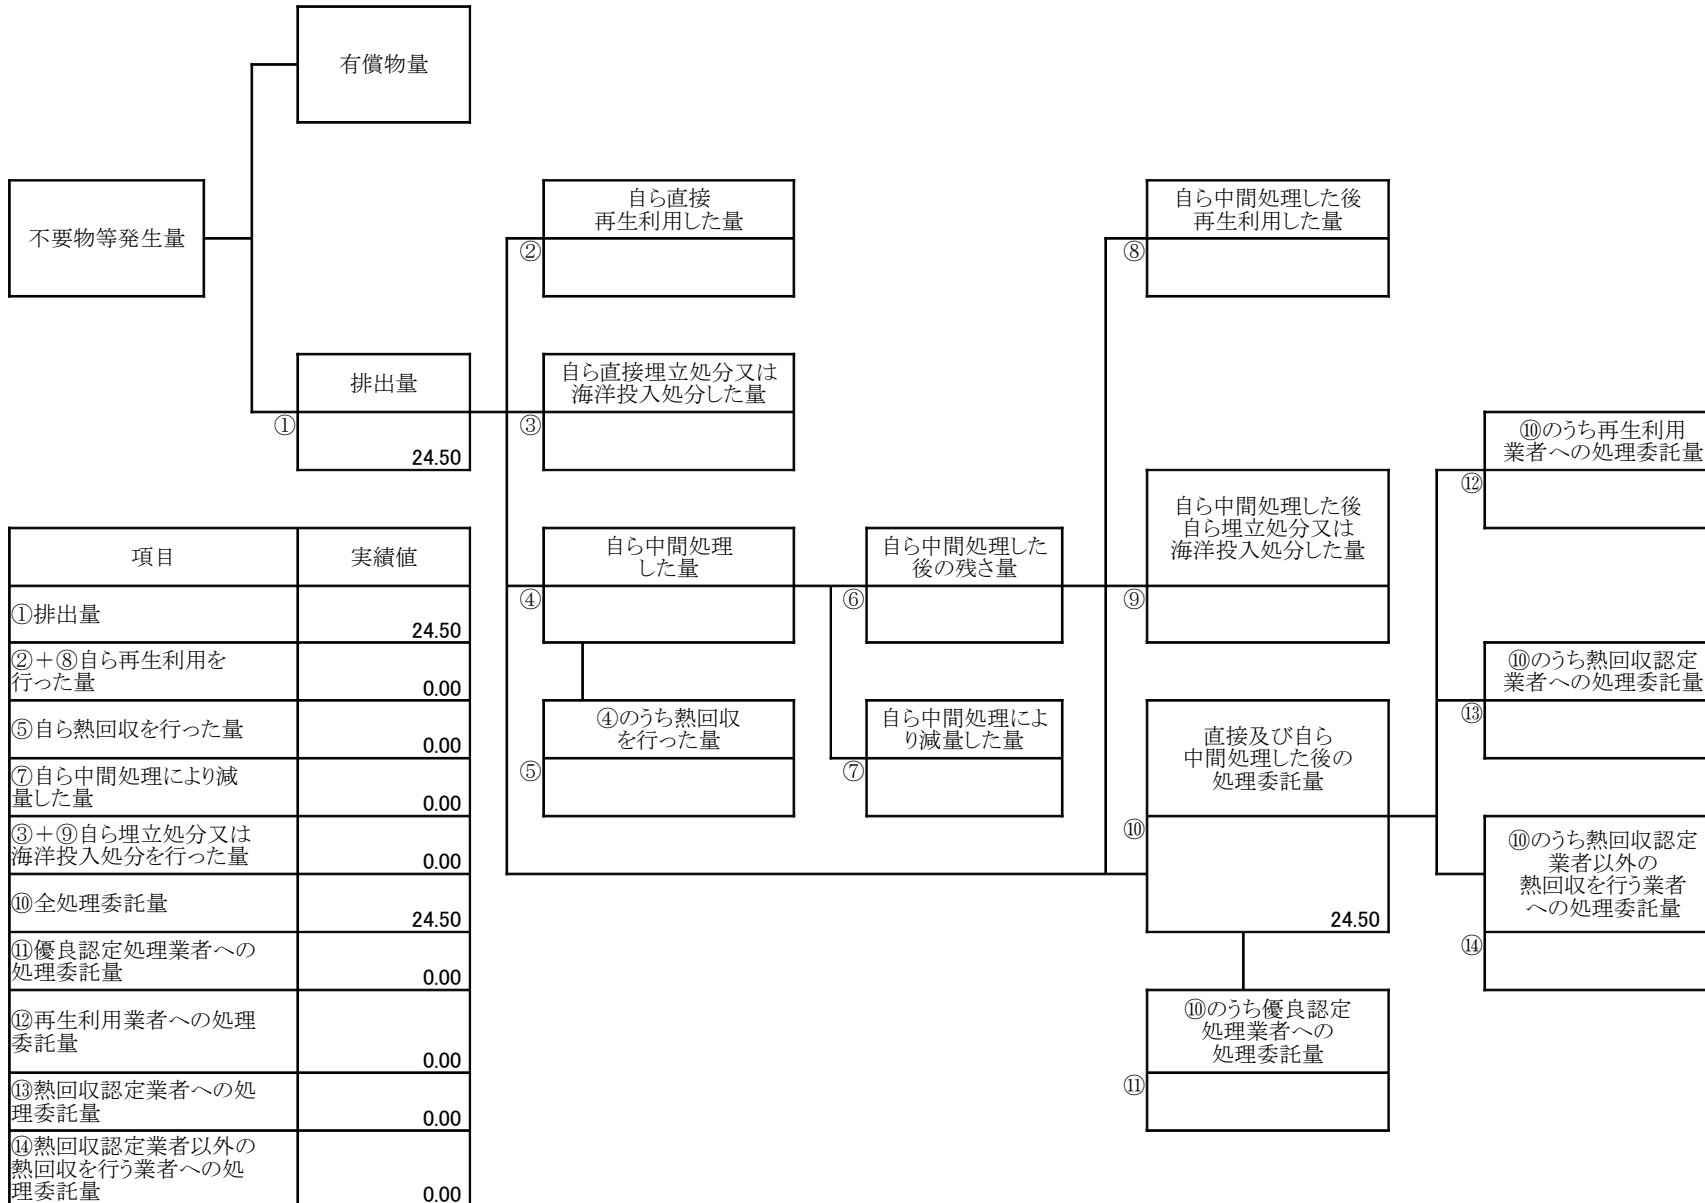 有償物量
不要物等発生量
自ら直接
再生利用した量
②
自ら中間処理した後
再生利用した量
⑧
排出量
①
24.50
自ら直接埋立処分又は
海洋投入処分した量
③
⑩のうち再生利用
業者への処理委託量
⑫
自ら中間処理した後
自ら埋立処分又は
海洋投入処分した量
⑨
自ら中間処理
した量
④
自ら中間処理した
後の残さ量
⑥
⑩のうち熱回収認定
業者への処理委託量
⑬
④のうち熱回収
を行った量
⑤
自ら中間処理によ
り減量した量
⑦
直接及び自ら
中間処理した後の
処理委託量
⑩
24.50
⑩のうち熱回収認定
業者以外の
熱回収を行う業者
への処理委託量
⑭
⑩のうち優良認定
処理業者への
処理委託量
⑪
項目 実績値
①排出量
24.50
②＋⑧自ら再生利用を
行った量
0.00
⑤自ら熱回収を行った量
0.00
⑦自ら中間処理により減
量した量
0.00
③＋⑨自ら埋立処分又は
海洋投入処分を行った量
0.00
⑩全処理委託量
24.50
⑪優良認定処理業者への
処理委託量
0.00
⑫再生利用業者への処理
委託量
0.00
⑬熱回収認定業者への処
理委託量
0.00
⑭熱回収認定業者以外の
熱回収を行う業者への処
理委託量
0.00